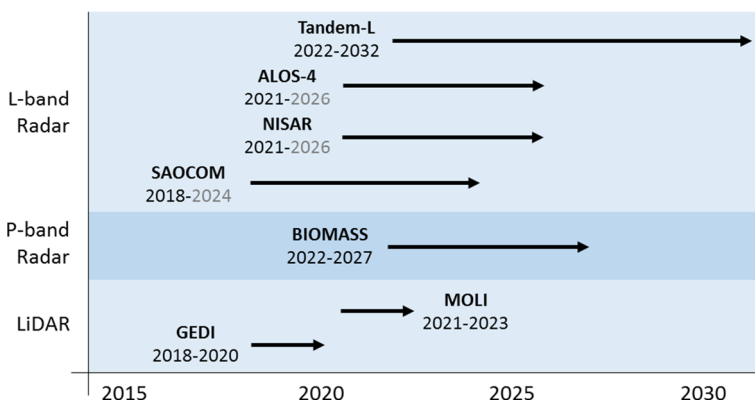 Tandem-L
2022-2032
ALOS-4
2021-2026
L-band
Radar
NISAR
2021-2026
SAOCOM
2018-2024
P-band
Radar
BIOMASS
2022-2027
MOLI
2021-2023
LiDAR
GEDI
2018-2020
2015 2020 2025 2030